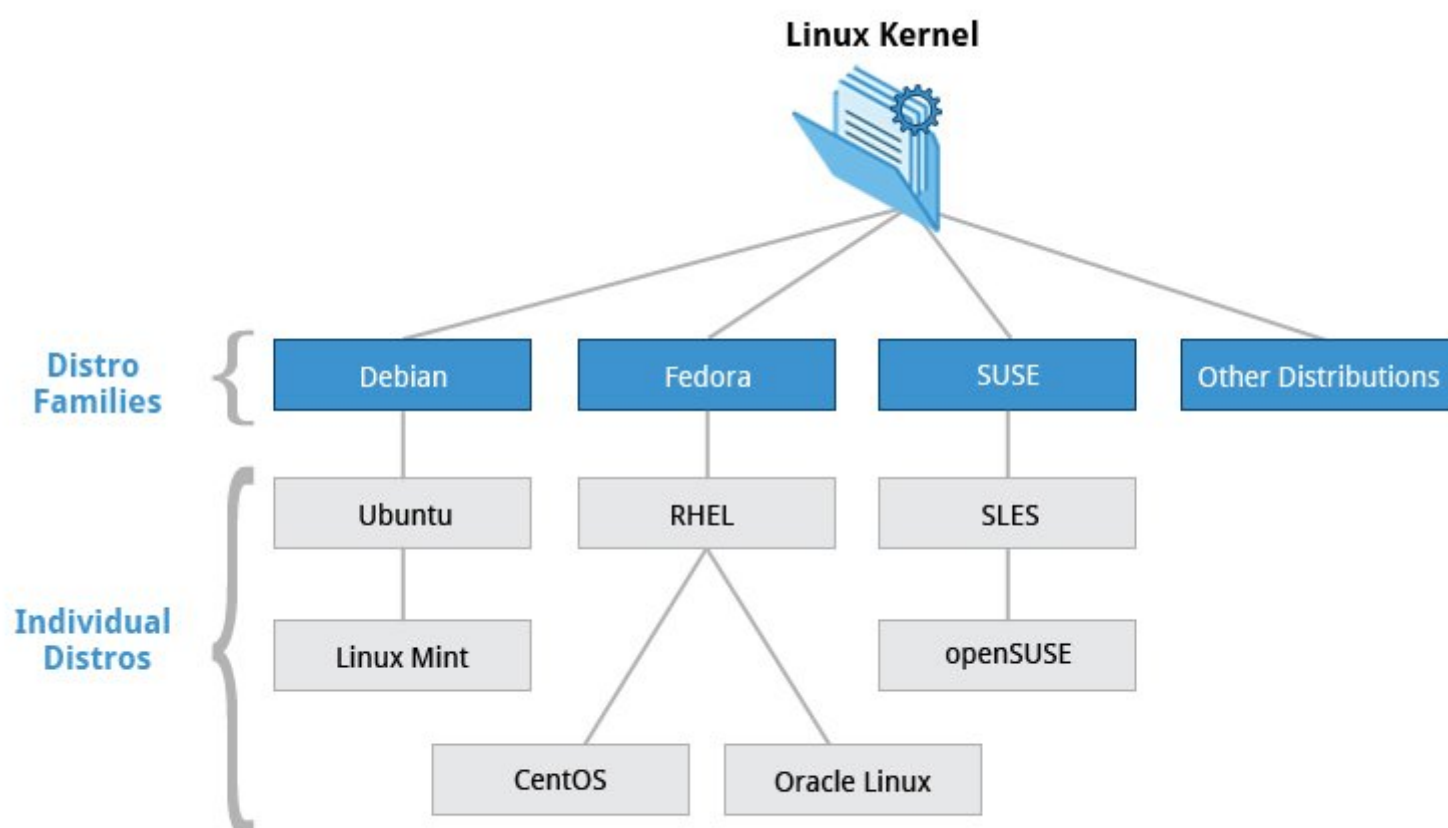 Linux Kernel
Distro
Families
Debian
Fedora
SUSE
Other Distributions
Individual
Distros
Ubuntu
RHEL
SLES
Linux Mint
openSUSE
CentOS
Oracle Linux